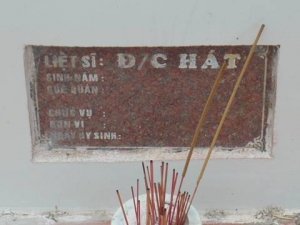 LIỆT SĨ: Đ/C HÁT
SINH NĂM :
QUÊ QUÁN :
CHỨC VỤ :
ĐƠN VỊ :
NGÀY HY SINH :